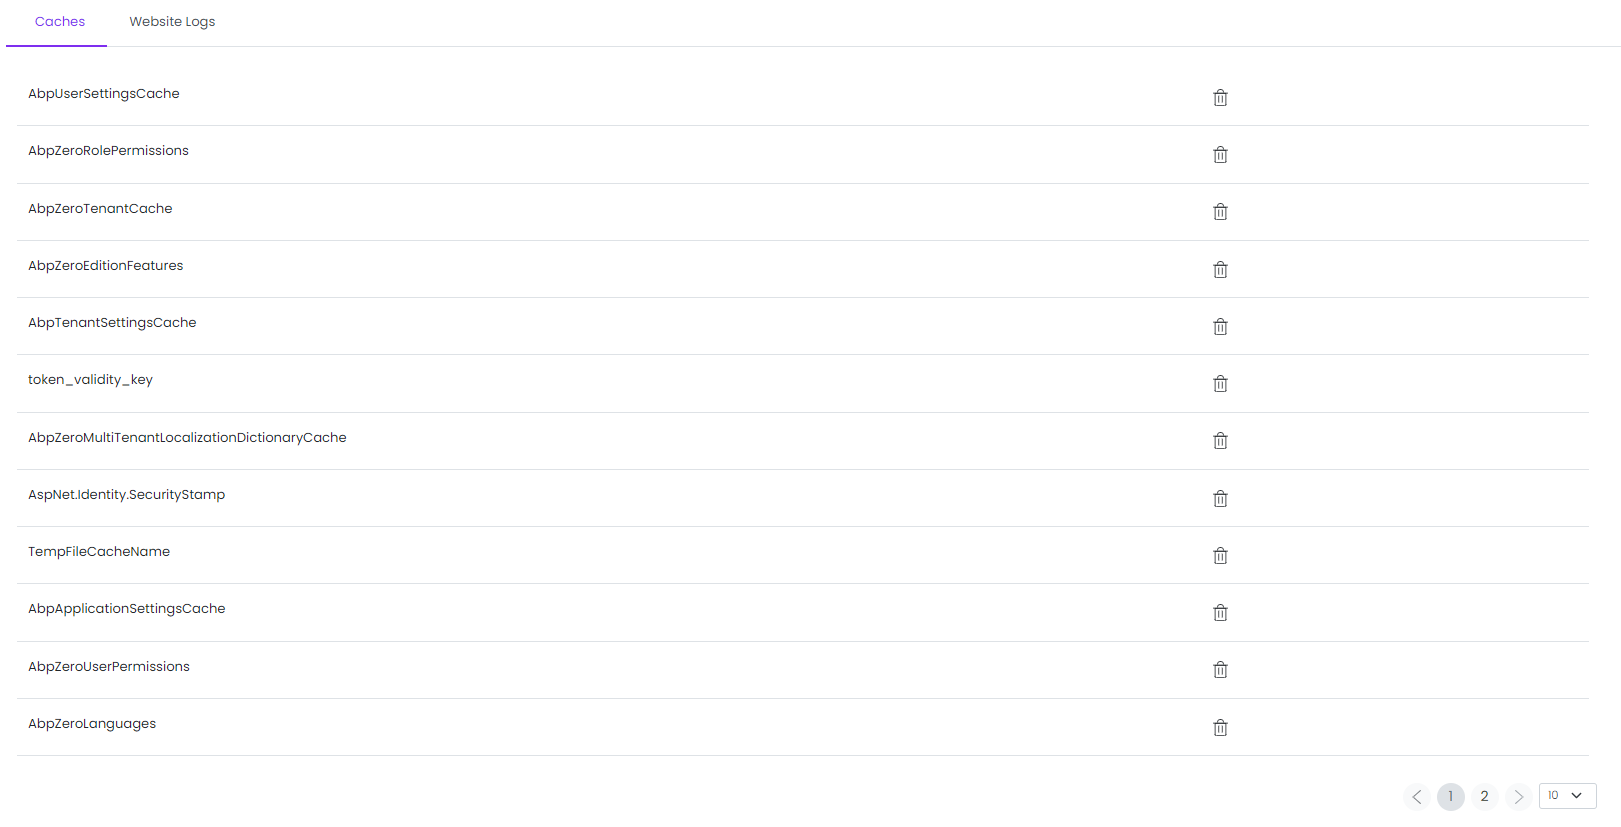 Caches Website Logs
AbpUserSettingsCache
AbpZeroRolePermissions
AbpZeroTenantCache
AbpZeroEditionFeatures
AbpTenantSettingsCache
token_validity_key
AbpZeroMultiTenantLocalizationDictionaryCache
AspNet.Identity.SecurityStamp
TempFileCacheName
AbpApplicationSettingsCache
AbpZeroUserPermissions
AbpZeroLanguages
1 2 10